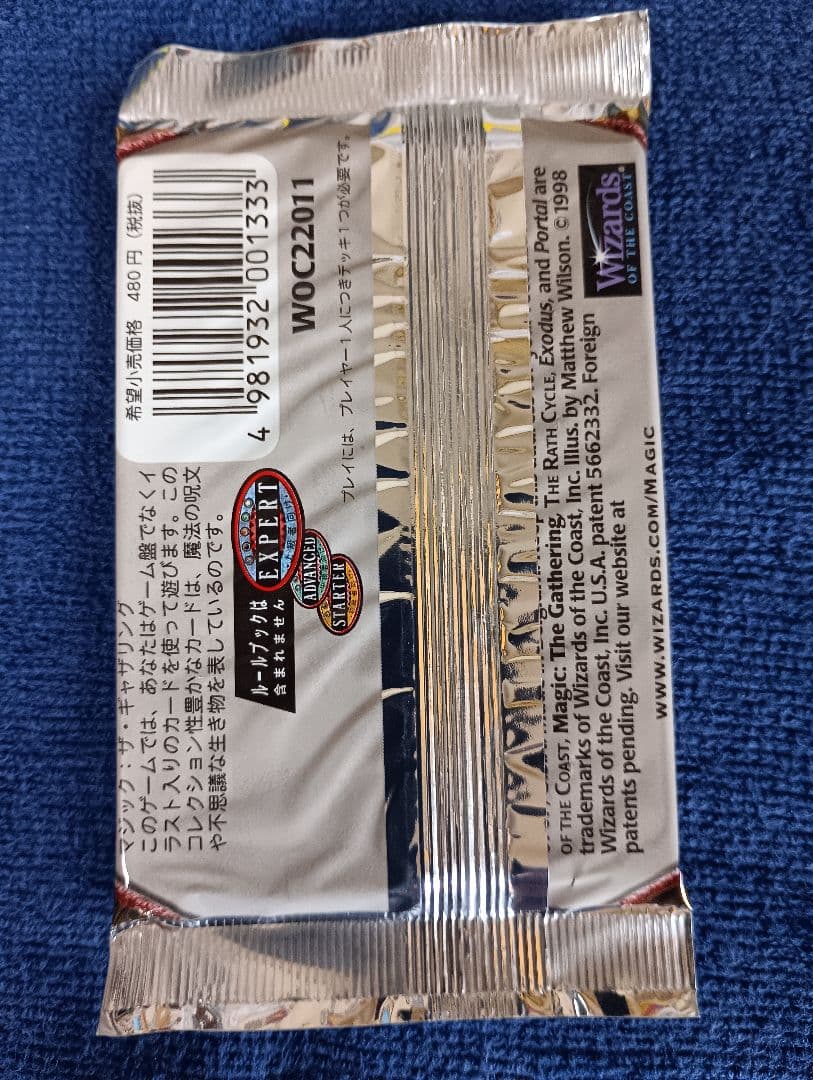 マジック：ザ・ギャザリング
このゲームでは、あなたはゲーム盤でなくイ
ラスト入りのカードを使って遊びます。この
コレクション性豊かなカードは、魔法の呪文
や不思議な生き物を表しているのです。
希望小売価格 480円（税抜）
4 981932 001333
WOC22011
ルールブックは
含まれません
EXPERT
上級者向け
ADVANCED
STARTER
プレイには、プレイヤー1人につきデッキ1つが必要です。
OF THE COAST, Magic: The Gathering, THE RATH CYCLE, Exodus, and Portal are
trademarks of Wizards of the Coast, Inc. Illus. by Matthew Wilson. ©1998
Wizards of the Coast, Inc. U.S.A. patent 5662332. Foreign
patents pending. Visit our website at
WWW.WIZARDS.COM/MAGIC
Wizards
OF THE COAST